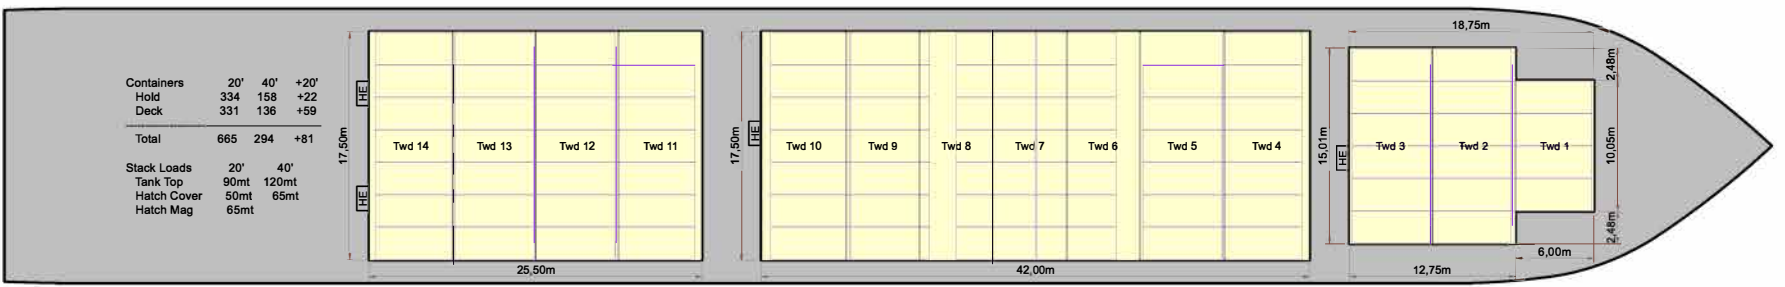 Containers 20' 40' +20'
Hold 334 158 +22
Deck 331 136 +59
Total 665 294 +81
Stack Loads 20' 40'
Tank Top 90mt 120mt
Hatch Cover 50mt 65mt
Hatch Mag 65mt
17,50m
HE
HE
Twd 14 Twd 13 Twd 12 Twd 11
25,50m
17,50m
HE
Twd 10 Twd 9 Twd 8 Twd 7 Twd 6 Twd 5 Twd 4
42,00m
18,75m
15,01m
HE
Twd 3 Twd 2 Twd 1
2,48m
10,05m
2,48m
6,00m
12,75m